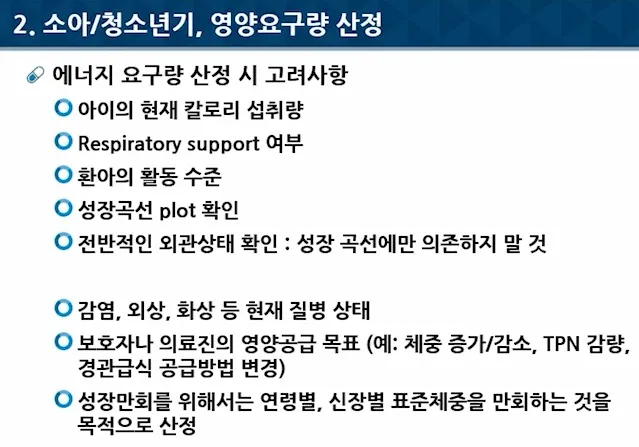 2. 소아/청소년기, 영양요구량 산정
에너지 요구량 산정 시 고려사항
아이의 현재 칼로리 섭취량
Respiratory support 여부
환아의 활동 수준
성장곡선 plot 확인
전반적인 외관상태 확인 : 성장 곡선에만 의존하지 말 것
감염, 외상, 화상 등 현재 질병 상태
보호자나 의료진의 영양공급 목표 (예: 체중 증가/감소, TPN 감량,
경관급식 공급방법 변경)
성장만회를 위해서는 연령별, 신장별 표준체중을 만회하는 것을
목적으로 산정